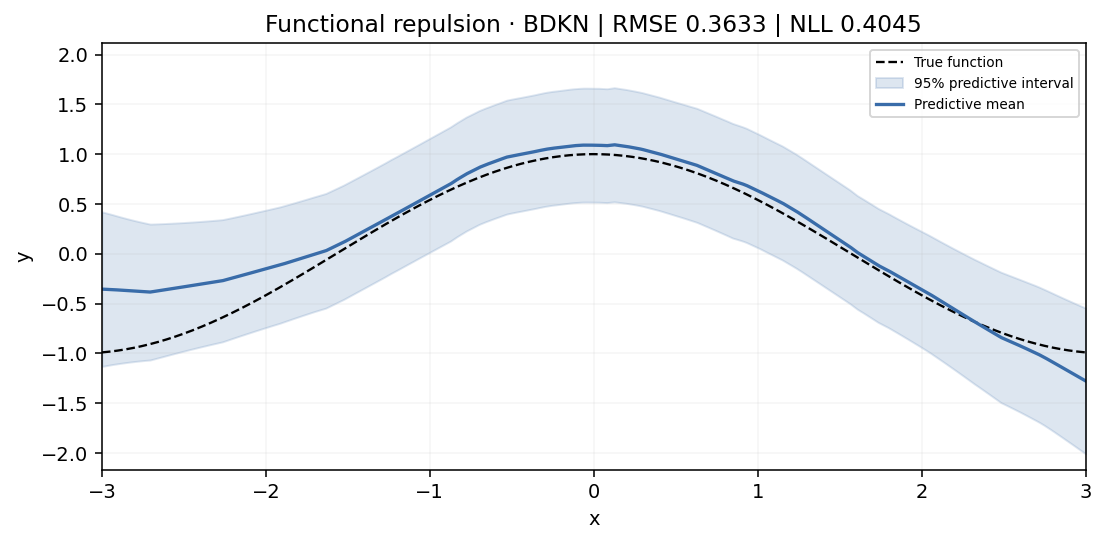 Functional repulsion · BDKN | RMSE 0.3633 | NLL 0.4045
True function
95% predictive interval
Predictive mean
2.0
1.5
1.0
0.5
0.0
−0.5
−1.0
−1.5
−2.0
y
−3
−2
−1
0
1
2
3
x